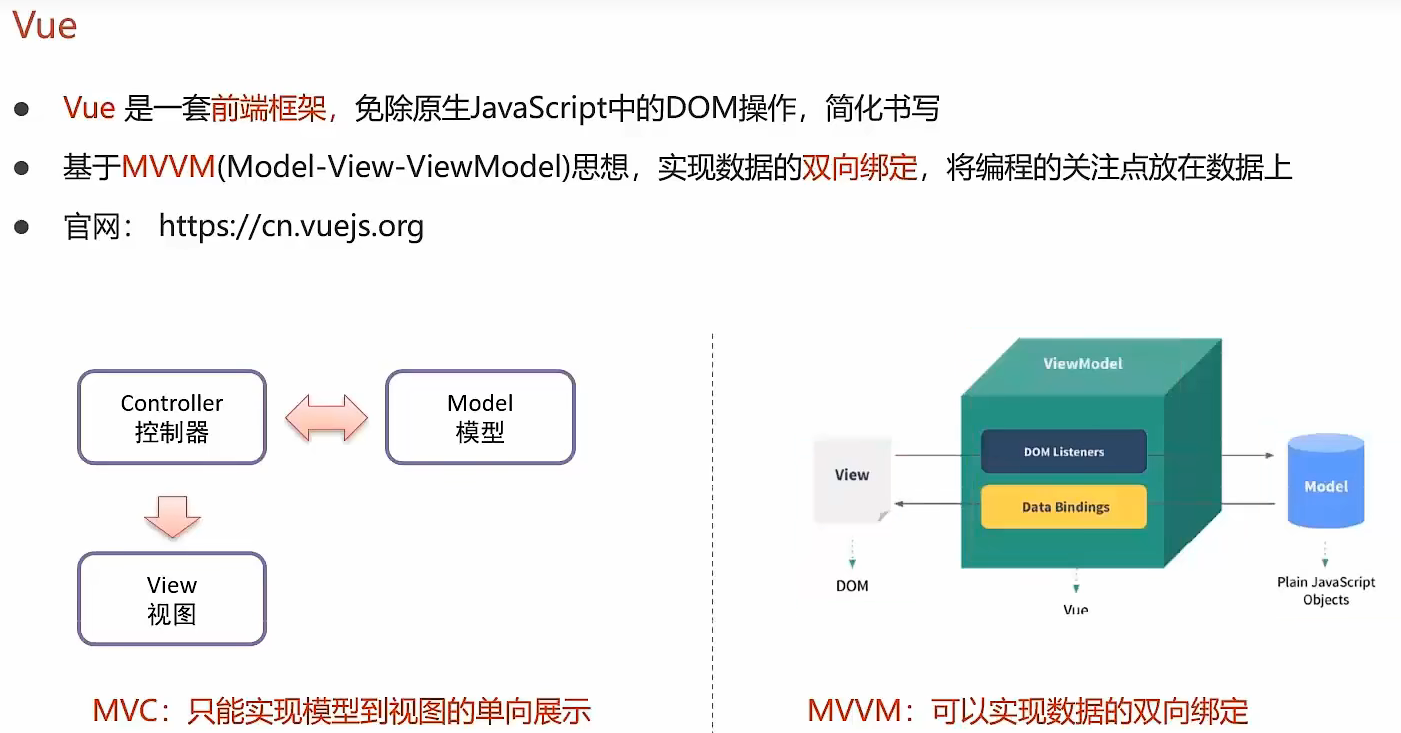 Vue
Vue 是一套前端框架，免除原生JavaScript中的DOM操作，简化书写
基于MVVM(Model-View-ViewModel)思想，实现数据的双向绑定，将编程的关注点放在数据上
官网： https://cn.vuejs.org
Controller
控制器
Model
模型
View
视图
MVC：只能实现模型到视图的单向展示
ViewModel
DOM Listeners
View
Model
Data Bindings
DOM
Vue
Plain JavaScript
Objects
MVVM：可以实现数据的双向绑定